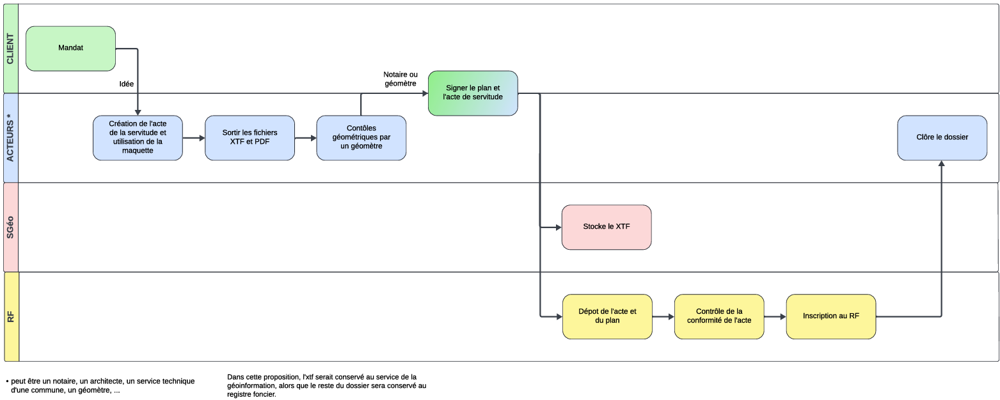 CLIENT
Mandat
Idée
Notaire ou
géomètre
Signer le plan et
l'acte de servitude
ACTEURS *
Création de l'acte
de la servitude et
utilisation de la
maquette
Sortir les fichiers
XTF et PDF
Contôles
géométriques par
un géomètre
Clôre le dossier
SGéo
Stocke le XTF
RF
Dépot de l'acte et
du plan
Contrôle de la
conformité de l'acte
Inscription au RF
• peut être un notaire, un architecte, un service technique
d'une commune, un géomètre, ...
Dans cette proposition, l'xtf serait conservé au service de la
géoinformation, alors que le reste du dossier sera conservé au
registre foncier.